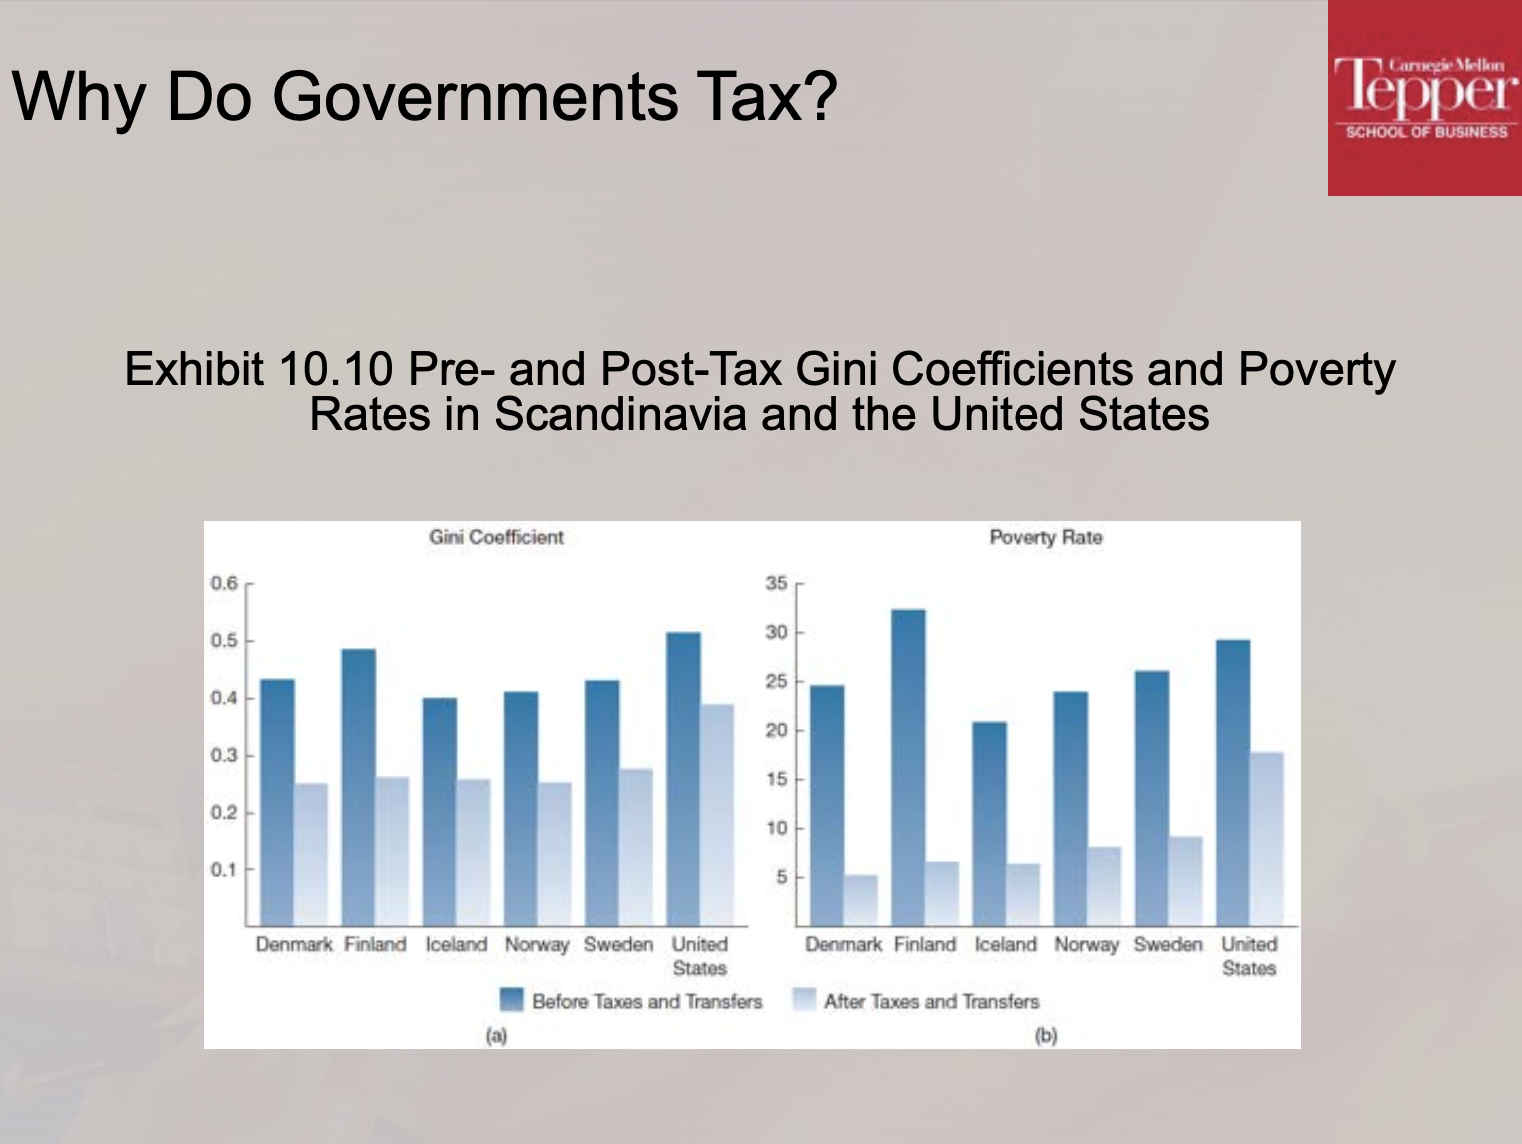 Why Do Governments Tax?
Carnegie Mellon
Tepper
SCHOOL OF BUSINESS
Exhibit 10.10 Pre- and Post-Tax Gini Coefficients and Poverty
Rates in Scandinavia and the United States
Gini Coefficient
0.6
0.5
0.4
0.3
0.2
0.1
Denmark Finland Iceland Norway Sweden United
States
Poverty Rate
35
30
25
20
15
10
5
Denmark Finland Iceland Norway Sweden United
States
Before Taxes and Transfers After Taxes and Transfers
(a) (b)